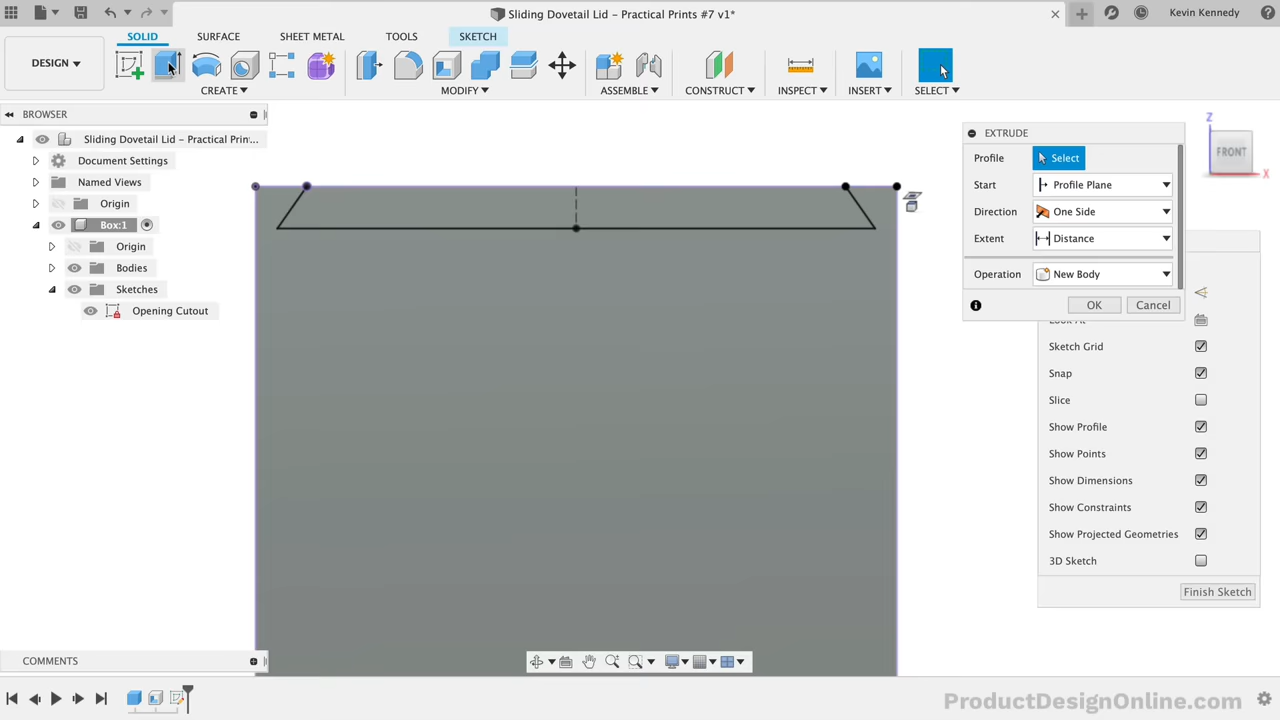 Sliding Dovetail Lid - Practical Prints #7 v1*
Kevin Kennedy
SOLID
SURFACE
SHEET METAL
TOOLS
SKETCH
DESIGN
CREATE
MODIFY
ASSEMBLE
CONSTRUCT
INSPECT
INSERT
SELECT
BROWSER
Sliding Dovetail Lid - Practical Prin...
Document Settings
Named Views
Origin
Box:1
Origin
Bodies
Sketches
Opening Cutout
Z
FRONT
X
EXTRUDE
Profile
Select
Start
Profile Plane
Direction
One Side
Extent
Distance
Operation
New Body
OK
Cancel
Sketch Grid
Snap
Slice
Show Profile
Show Points
Show Dimensions
Show Constraints
Show Projected Geometries
3D Sketch
Finish Sketch
COMMENTS
ProductDesignOnline.com